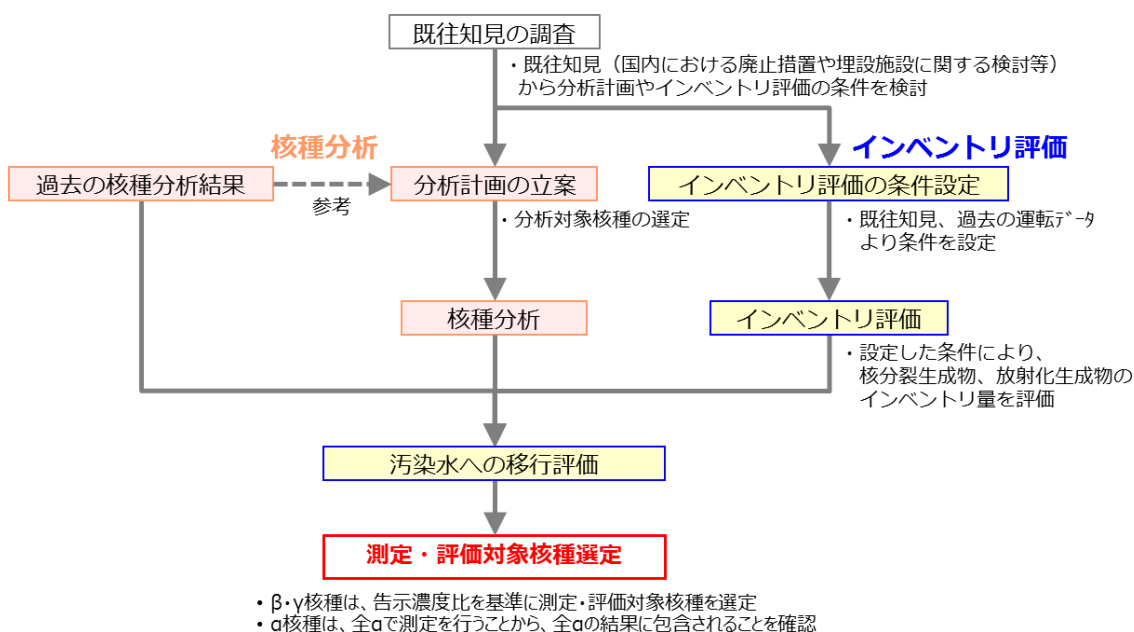 既往知見の調査
・既往知見（国内における廃止措置や埋設施設に関する検討等）
から分析計画やインベントリ評価の条件を検討
核種分析
インベントリ評価
過去の核種分析結果
参考
分析計画の立案
インベントリ評価の条件設定
・分析対象核種の選定
・既往知見、過去の運転ﾃﾞｰﾀ
より条件を設定
核種分析
インベントリ評価
・設定した条件により、
核分裂生成物、放射化生成物の
インベントリ量を評価
汚染水への移行評価
測定・評価対象核種選定
・β・γ核種は、告示濃度比を基準に測定・評価対象核種を選定
・α核種は、全αで測定を行うことから、全αの結果に包含されることを確認